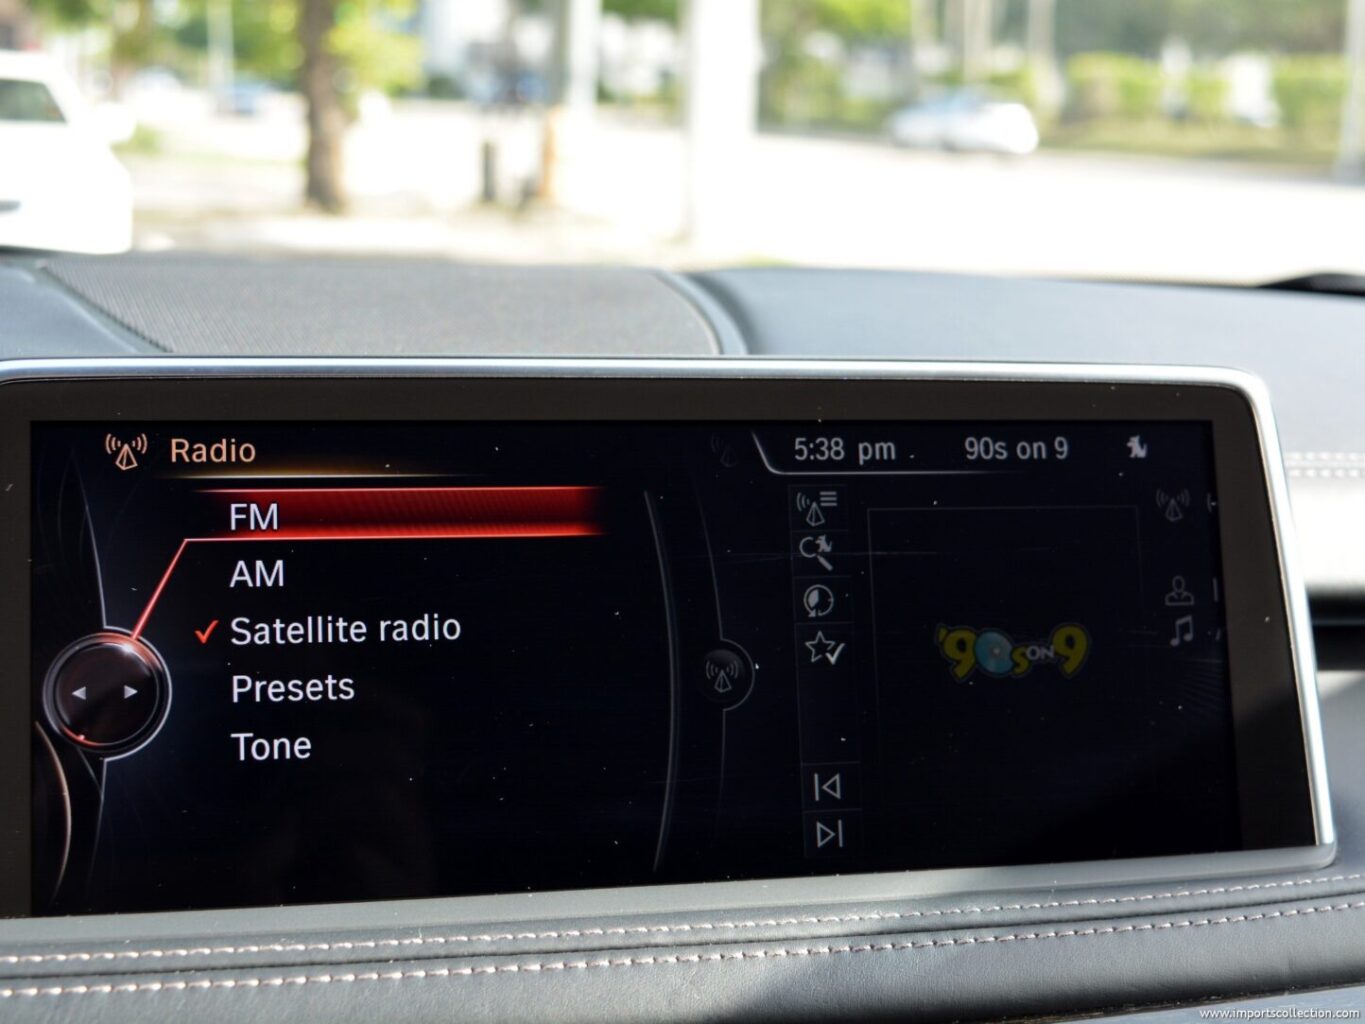 Radio
5:38 pm
90s on 9
FM
AM
Satellite radio
Presets
Tone
'90s ON 9
www.importscollection.com